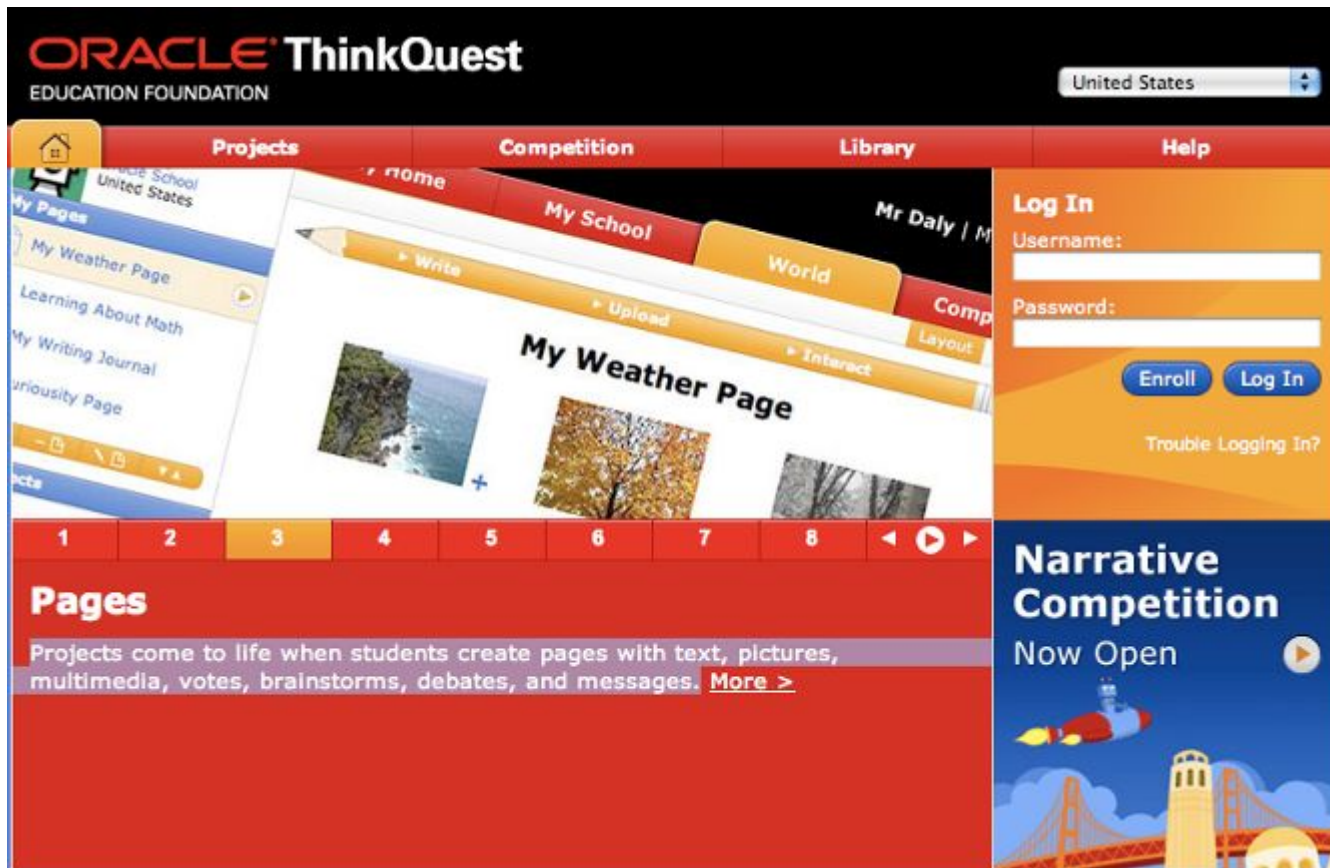 ORACLE ThinkQuest
EDUCATION FOUNDATION
United States
Projects
Competition
Library
Help
School
United States
My Pages
My Weather Page
Learning About Math
My Writing Journal
Page
My Home
My School
World
Mr Daly |
Write
Upload
Interact
Layout
My Weather Page
Log In
Username:
Password:
Enroll
Log In
Trouble Logging In?
1 2 3 4 5 6 7 8
Pages
Projects come to life when students create pages with text, pictures,
multimedia, votes, brainstorms, debates, and messages. More >
Narrative
Competition
Now Open